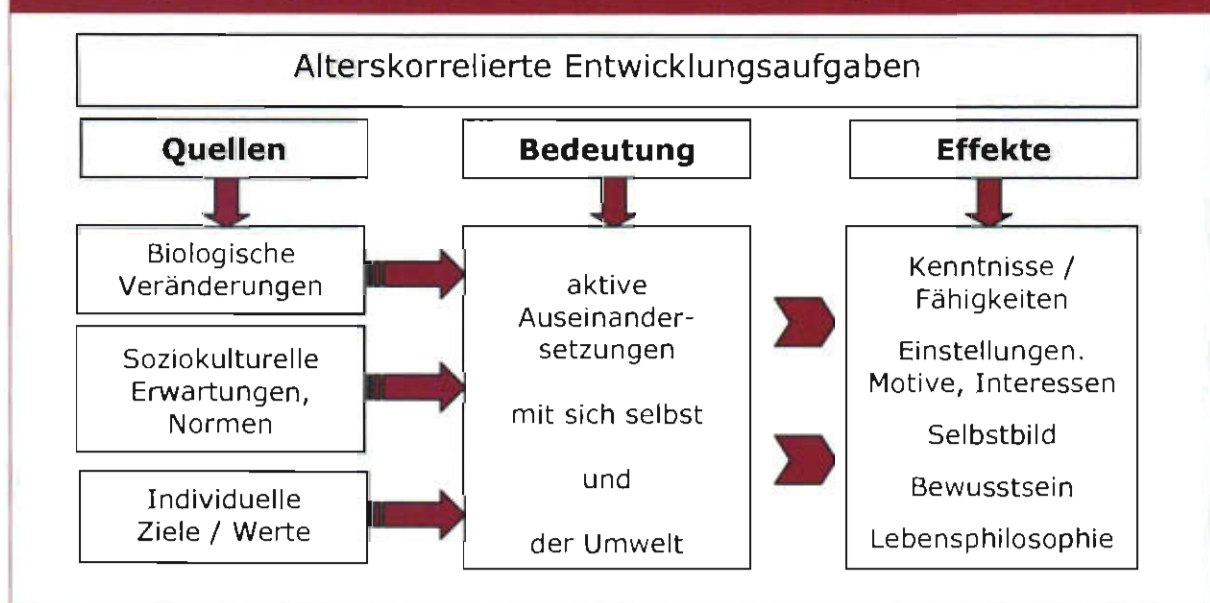 Alterskorrelierte Entwicklungsaufgaben
Quellen
Biologische
Veränderungen
Soziokulturelle
Erwartungen,
Normen
Individuelle
Ziele / Werte
Bedeutung
aktive
Auseinander-
setzungen
mit sich selbst
und
der Umwelt
Effekte
Kenntnisse /
Fähigkeiten
Einstellungen.
Motive, Interessen
Selbstbild
Bewusstsein
Lebensphilosophie